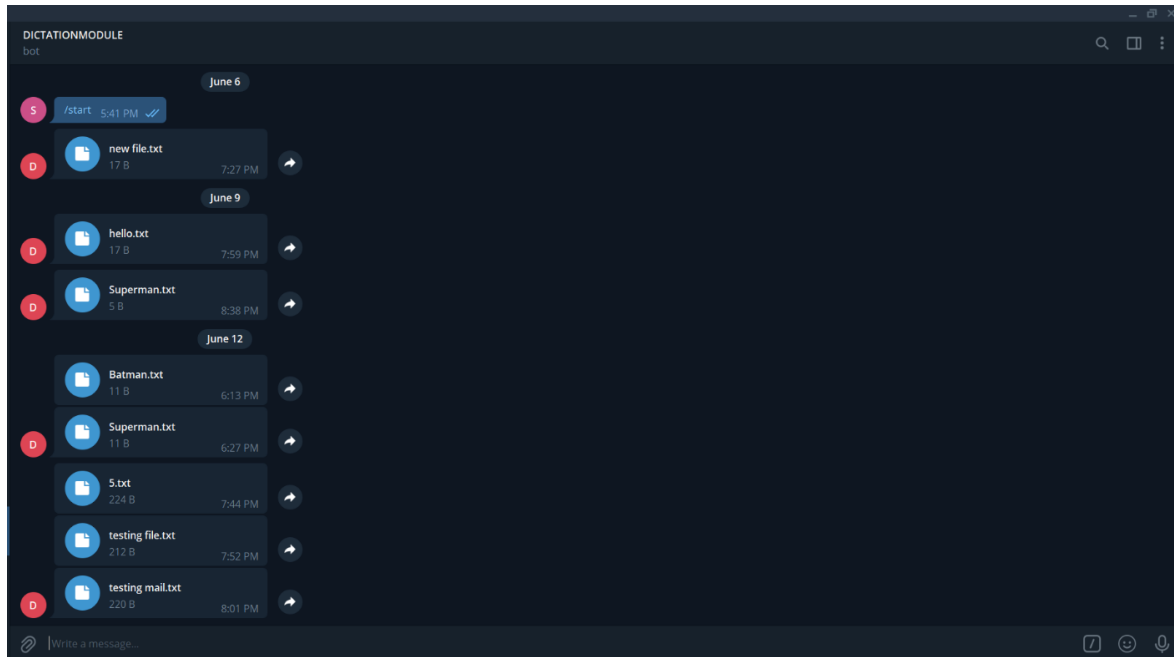 DICTATIONMODULE
bot
June 6
S
/start 5:41 PM
D
new file.txt
17 B 7:27 PM
June 9
D
hello.txt
17 B 7:59 PM
D
Superman.txt
5 B 8:38 PM
June 12
Batman.txt
11 B 6:13 PM
D
Superman.txt
11 B 6:27 PM
5.txt
224 B 7:44 PM
testing file.txt
212 B 7:52 PM
D
testing mail.txt
220 B 8:01 PM
Write a message...